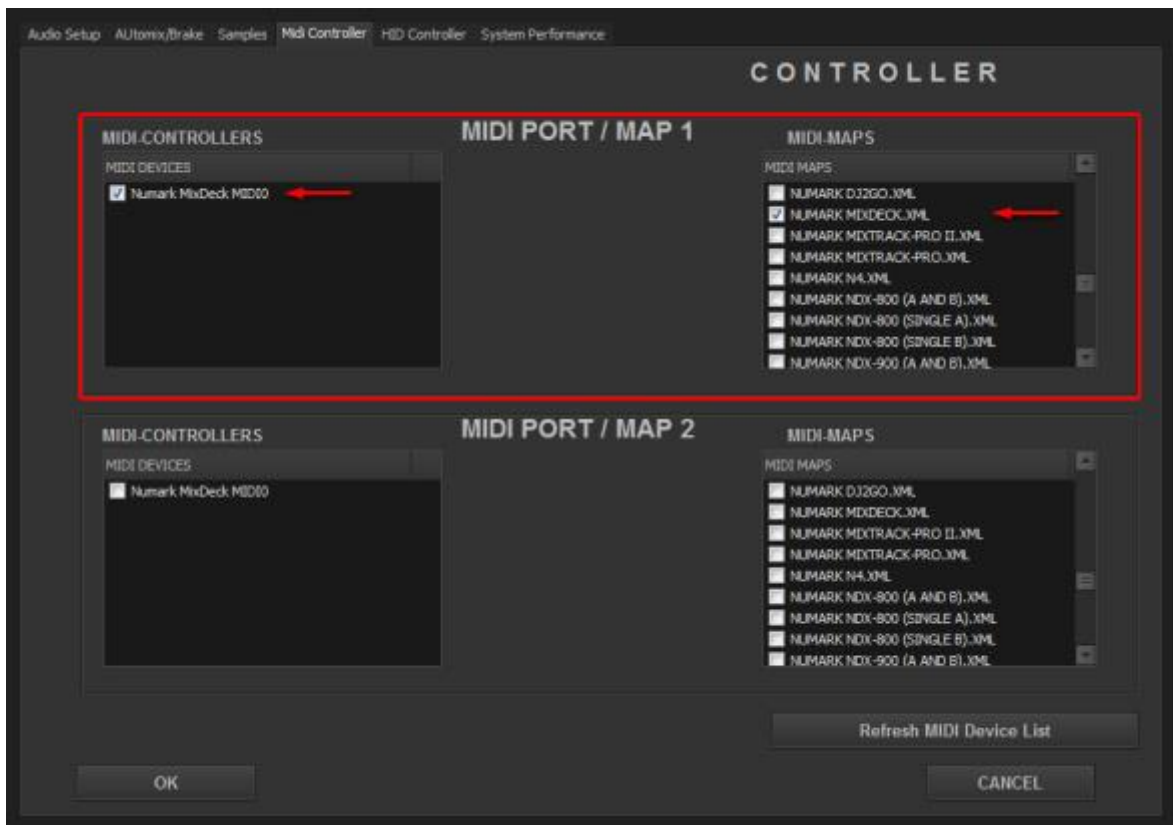 Audio Setup AUtomix/Brake Samples Midi Controller HID Controller System Performance
CONTROLLER
MIDI PORT / MAP 1
MIDI-CONTROLLERS
MIDI DEVICES
Numark MixDeck MIDI0
MIDI-MAPS
MIDI MAPS
NUMARK DJ2GO.XML
NUMARK MIXDECK.XML
NUMARK MIXTRACK-PRO II.XML
NUMARK MIXTRACK-PRO.XML
NUMARK N4.XML
NUMARK NDX-800 (A AND B).XML
NUMARK NDX-800 (SINGLE A).XML
NUMARK NDX-800 (SINGLE B).XML
NUMARK NDX-900 (A AND B).XML
MIDI PORT / MAP 2
MIDI-CONTROLLERS
MIDI DEVICES
Numark MixDeck MIDI0
MIDI-MAPS
MIDI MAPS
NUMARK DJ2GO.XML
NUMARK MIXDECK.XML
NUMARK MIXTRACK-PRO II.XML
NUMARK MIXTRACK-PRO.XML
NUMARK N4.XML
NUMARK NDX-800 (A AND B).XML
NUMARK NDX-800 (SINGLE A).XML
NUMARK NDX-800 (SINGLE B).XML
NUMARK NDX-900 (A AND B).XML
Refresh MIDI Device List
OK
CANCEL